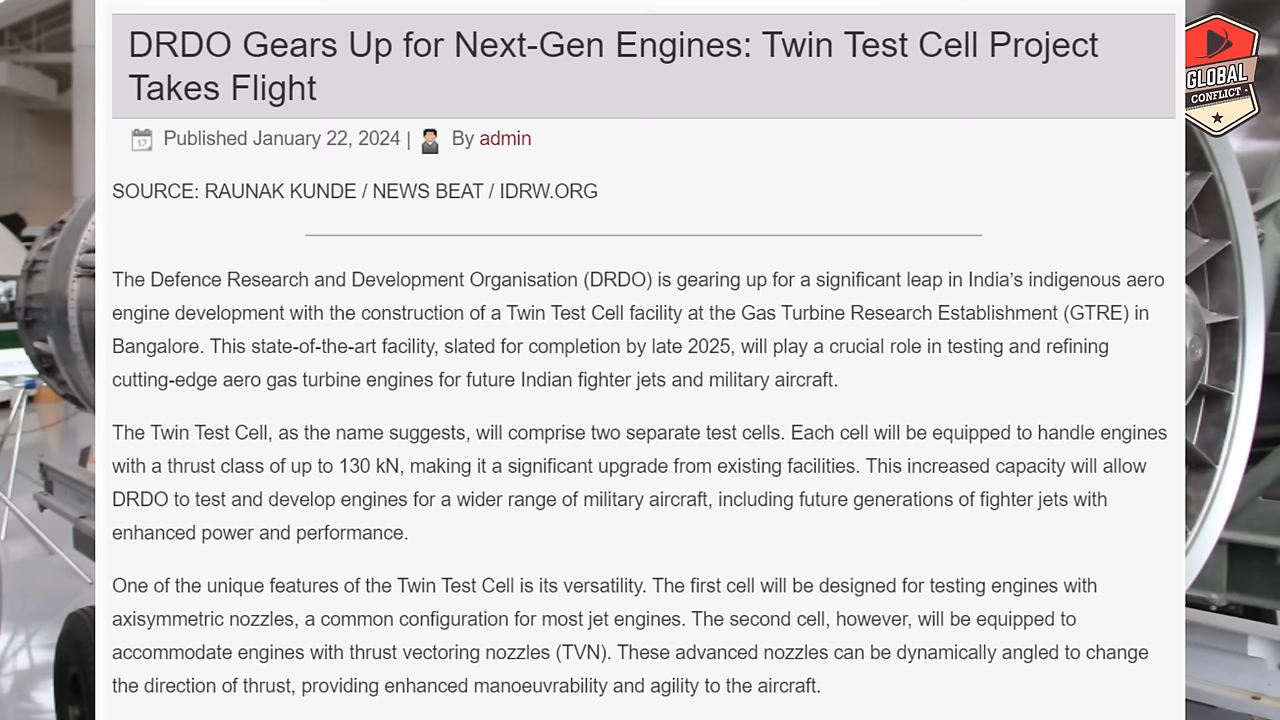 DRDO Gears Up for Next-Gen Engines: Twin Test Cell Project
Takes Flight
Published January 22, 2024 | By admin
SOURCE: RAUNAK KUNDE / NEWS BEAT / IDRW.ORG
The Defence Research and Development Organisation (DRDO) is gearing up for a significant leap in India’s indigenous aero
engine development with the construction of a Twin Test Cell facility at the Gas Turbine Research Establishment (GTRE) in
Bangalore. This state-of-the-art facility, slated for completion by late 2025, will play a crucial role in testing and refining
cutting-edge aero gas turbine engines for future Indian fighter jets and military aircraft.
The Twin Test Cell, as the name suggests, will comprise two separate test cells. Each cell will be equipped to handle engines
with a thrust class of up to 130 kN, making it a significant upgrade from existing facilities. This increased capacity will allow
DRDO to test and develop engines for a wider range of military aircraft, including future generations of fighter jets with
enhanced power and performance.
One of the unique features of the Twin Test Cell is its versatility. The first cell will be designed for testing engines with
axisymmetric nozzles, a common configuration for most jet engines. The second cell, however, will be equipped to
accommodate engines with thrust vectoring nozzles (TVN). These advanced nozzles can be dynamically angled to change
the direction of thrust, providing enhanced manoeuvrability and agility to the aircraft.
GLOBAL
CONFLICT
17